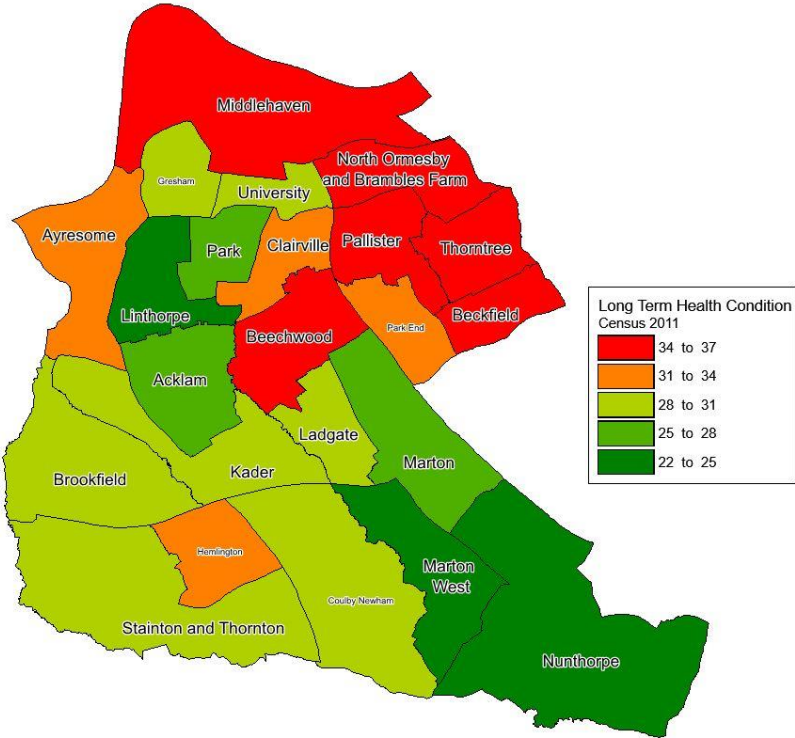 Middlehaven
North Ormesby
and Brambles Farm
Gresham
University
Ayresome
Park
Clairville
Pallister
Thorntree
Linthorpe
Beechwood
Park End
Beckfield
Acklam
Ladgate
Marton
Brookfield
Kader
Hemlington
Marton
West
Coulby Newham
Stainton and Thornton
Nunthorpe
Long Term Health Condition
Census 2011
34 to 37
31 to 34
28 to 31
25 to 28
22 to 25